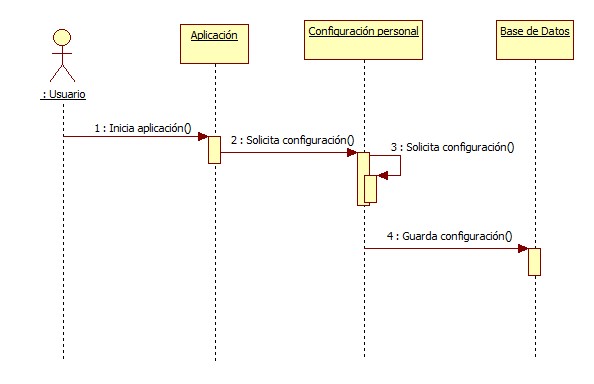 Aplicación
Configuración personal
Base de Datos
: Usuario
1 : Inicia aplicación()
2 : Solicita configuración()
3 : Solicita configuración()
4 : Guarda configuración()